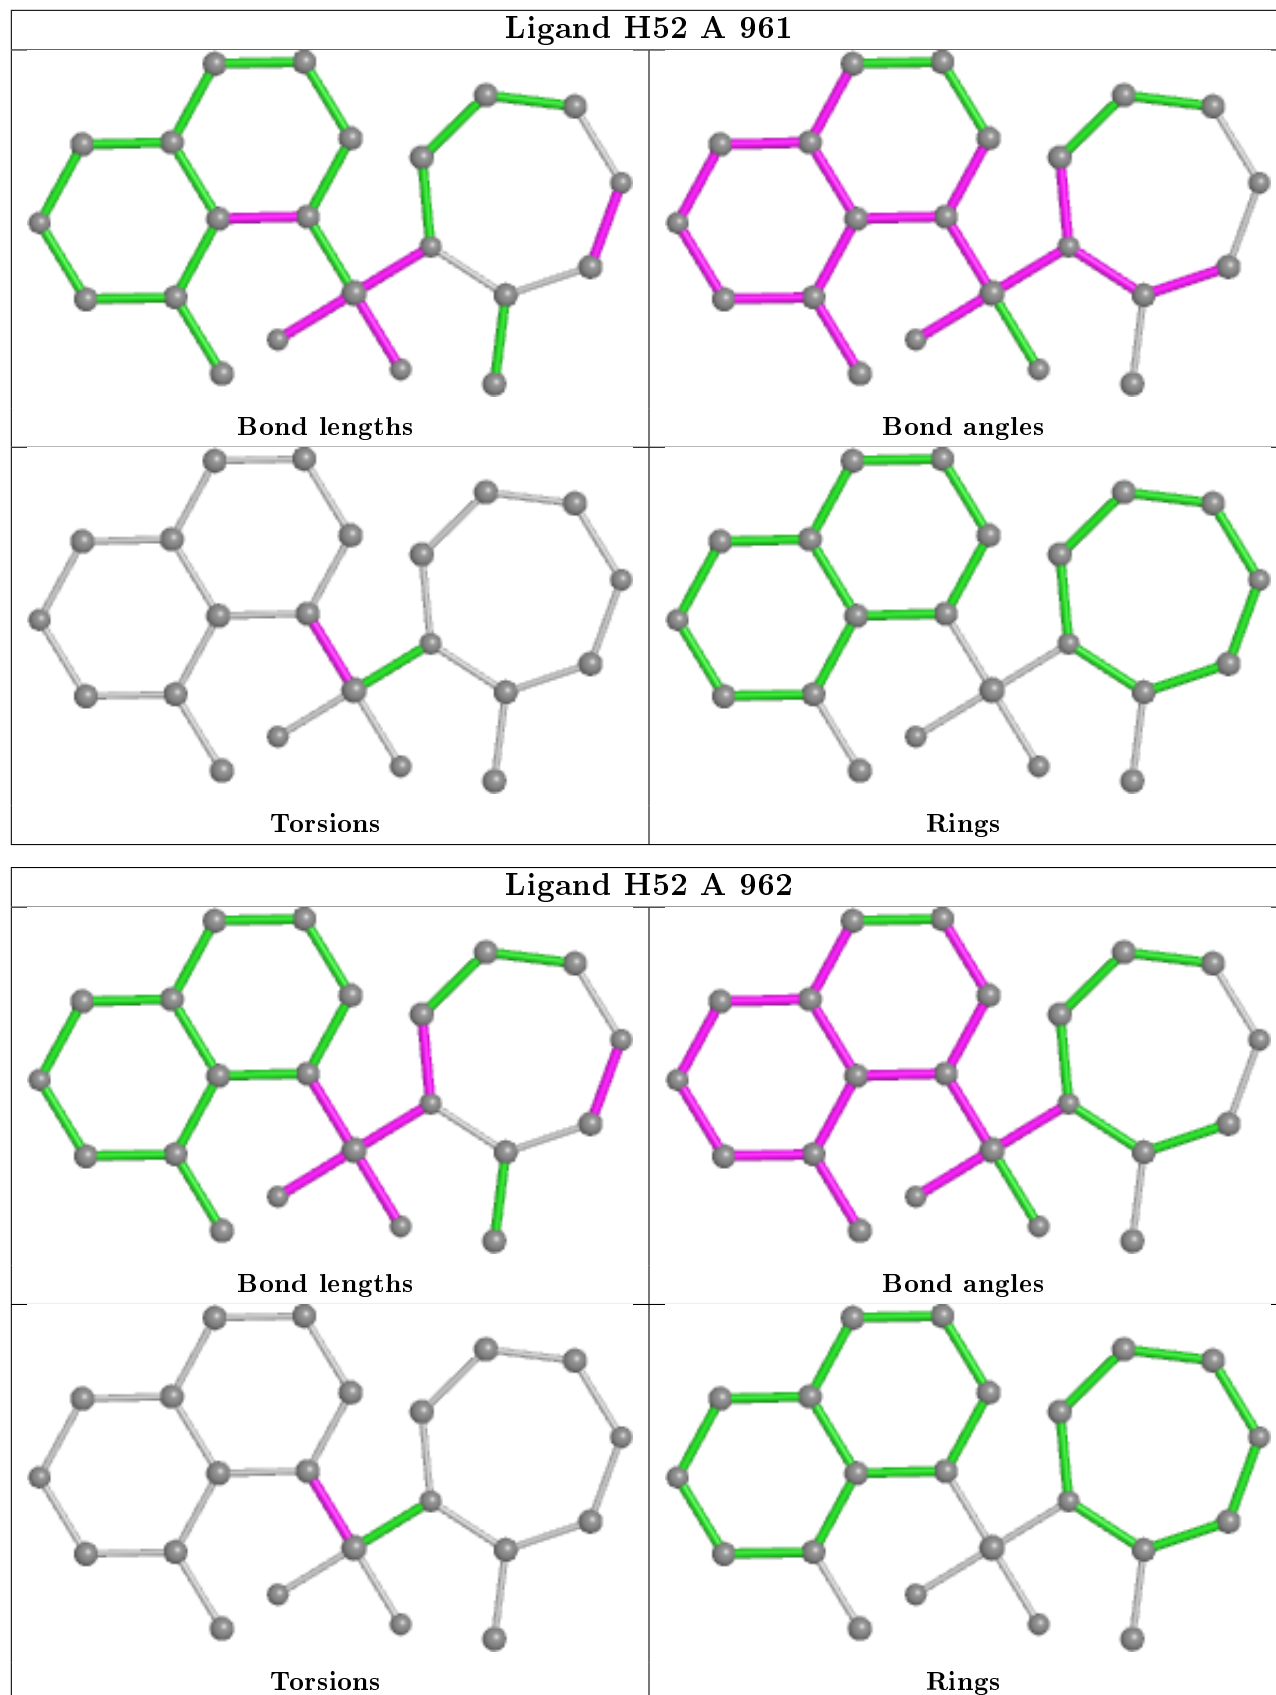 Ligand H52 A 961
Bond lengths
Bond angles
Torsions
Rings
Ligand H52 A 962
Bond lengths
Bond angles
Torsions
Rings